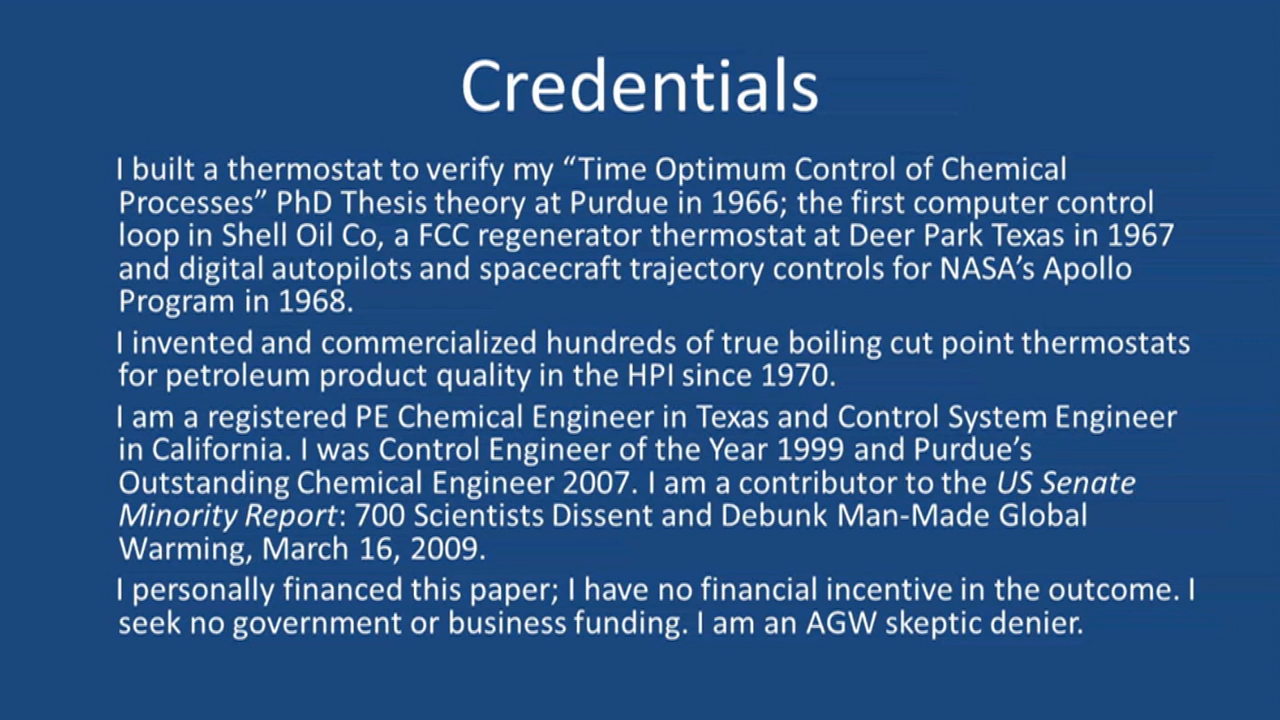 Credentials
I built a thermostat to verify my “Time Optimum Control of Chemical
Processes” PhD Thesis theory at Purdue in 1966; the first computer control
loop in Shell Oil Co, a FCC regenerator thermostat at Deer Park Texas in 1967
and digital autopilots and spacecraft trajectory controls for NASA’s Apollo
Program in 1968.
I invented and commercialized hundreds of true boiling cut point thermostats
for petroleum product quality in the HPI since 1970.
I am a registered PE Chemical Engineer in Texas and Control System Engineer
in California. I was Control Engineer of the Year 1999 and Purdue’s
Outstanding Chemical Engineer 2007. I am a contributor to the US Senate
Minority Report: 700 Scientists Dissent and Debunk Man-Made Global
Warming, March 16, 2009.
I personally financed this paper; I have no financial incentive in the outcome. I
seek no government or business funding. I am an AGW skeptic denier.